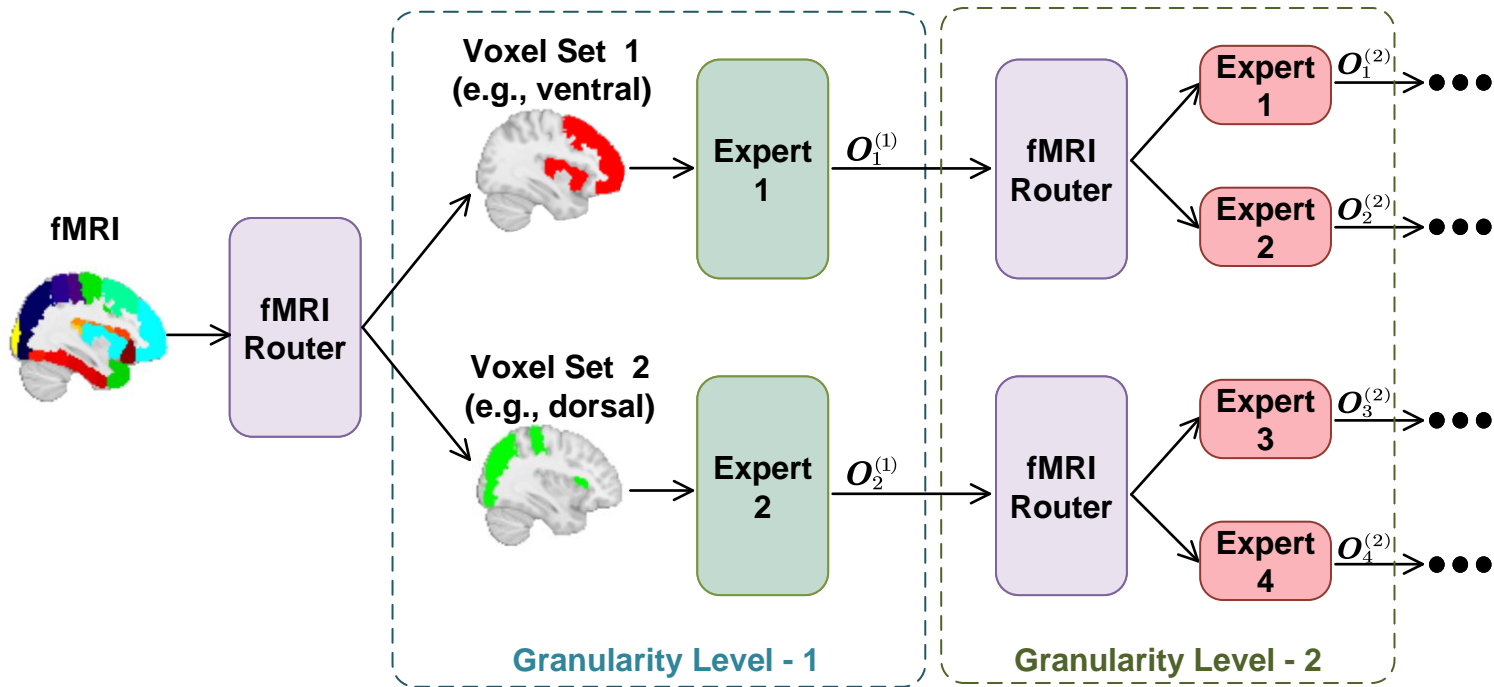 fMRI
fMRI
Router
Voxel Set 1
(e.g., ventral)
Expert
1
O_1^{(1)}
Voxel Set 2
(e.g., dorsal)
Expert
2
O_2^{(1)}
Granularity Level - 1
fMRI
Router
Expert
1
O_1^{(2)}
Expert
2
O_2^{(2)}
fMRI
Router
Expert
3
O_3^{(2)}
Expert
4
O_4^{(2)}
Granularity Level - 2